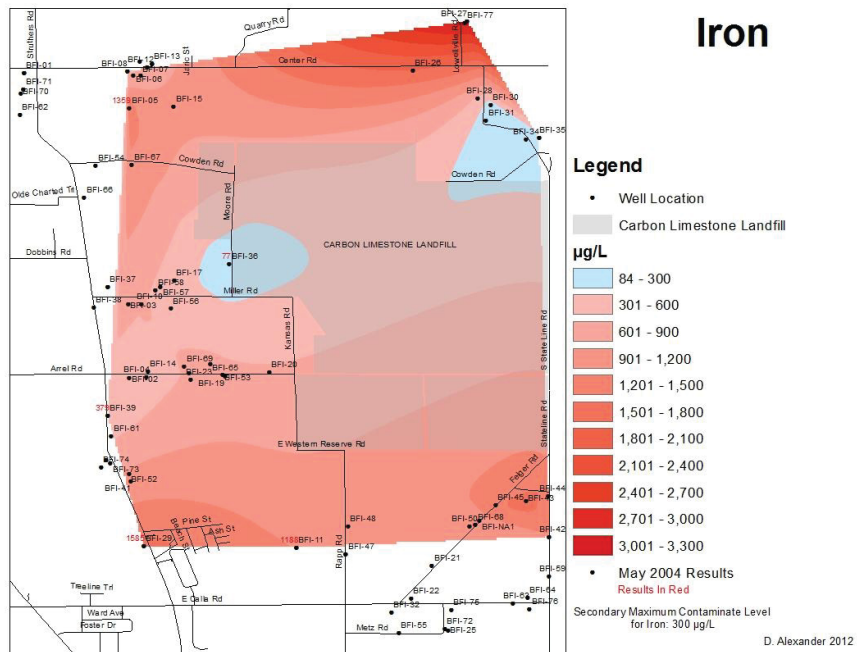 Iron
BFI-27
BFI-77
Struthers Rd
Quarry Rd
Lowellville Rd
BFI-12
BFI-13
Center Rd
BFI-01
BFI-08
BFI-07
BFI-06
BFI-26
BFI-71
BFI-70
BFI-62
1359
BFI-05
BFI-15
BFI-28
BFI-30
BFI-31
BFI-34
BFI-35
BFI-54
BFI-67
Cowden Rd
Cowden Rd
Olde Charted Trl
BFI-66
Moore Rd
Dobbins Rd
CARBON LIMESTONE LANDFILL
77
BFI-36
BFI-17
BFI-37
BFI-58
BFI-57
BFI-38
BFI-03
BFI-56
Miller Rd
Kansas Rd
S State Line Rd
BFI-14
BFI-69
BFI-65
BFI-20
Arrel Rd
BFI-04
BFI-02
BFI-23
BFI-19
BFI-53
379
BFI-39
BFI-61
E Western Reserve Rd
Stateline Rd
BFI-74
BFI-73
BFI-52
BFI-41
Felger Rd
BFI-44
BFI-43
BFI-45
Pine St
Ash St
Beach St
BFI-29
1188
BFI-11
BFI-48
BFI-47
Rapp Rd
BFI-50
BFI-68
BFI-NA1
BFI-42
BFI-21
BFI-59
Treeline Trl
BFI-22
BFI-64
E Calla Rd
BFI-32
BFI-75
BFI-63
BFI-76
Ward Ave
Foster Dr
Metz Rd
BFI-55
BFI-72
BFI-25
Legend
Well Location
Carbon Limestone Landfill
µg/L
84 - 300
301 - 600
601 - 900
901 - 1,200
1,201 - 1,500
1,501 - 1,800
1,801 - 2,100
2,101 - 2,400
2,401 - 2,700
2,701 - 3,000
3,001 - 3,300
May 2004 Results
Results In Red
Secondary Maximum Contaminate Level
for Iron: 300 µg/L
D. Alexander 2012